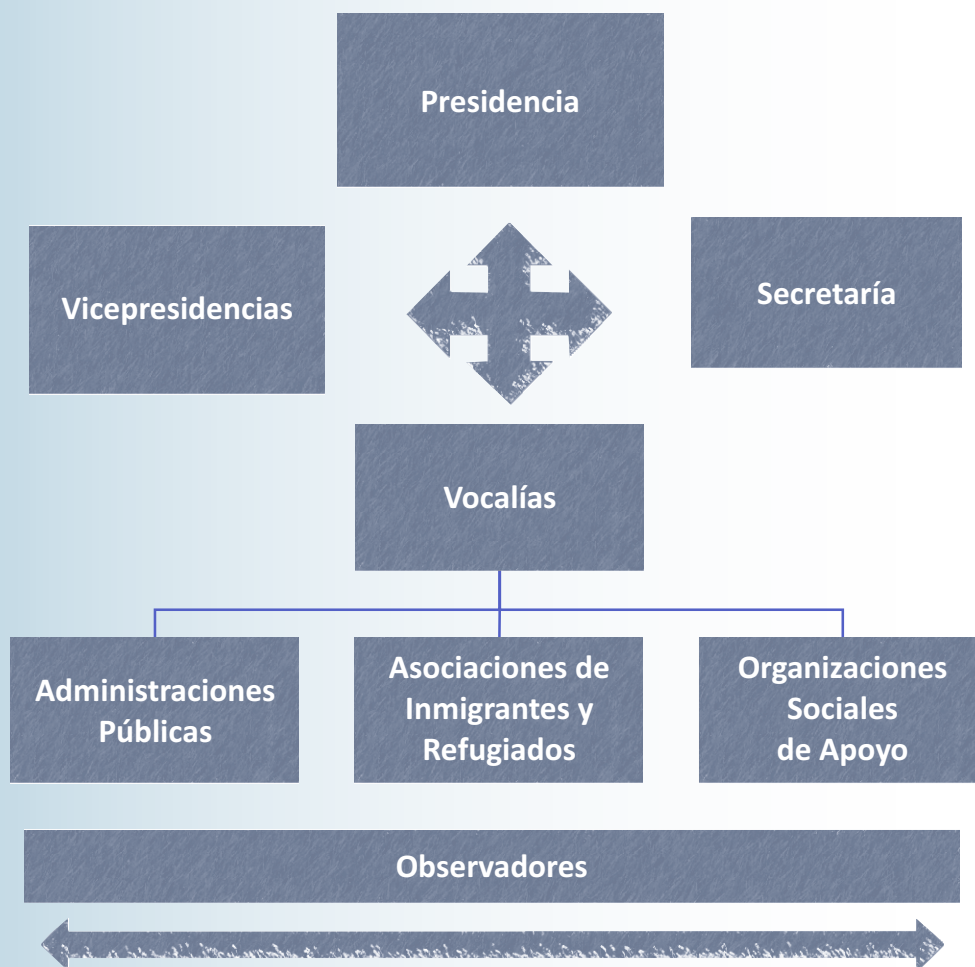 Presidencia
Vicepresidencias
Secretaría
Vocalías
Administraciones
Públicas
Asociaciones de
Inmigrantes y
Refugiados
Organizaciones
Sociales
de Apoyo
Observadores